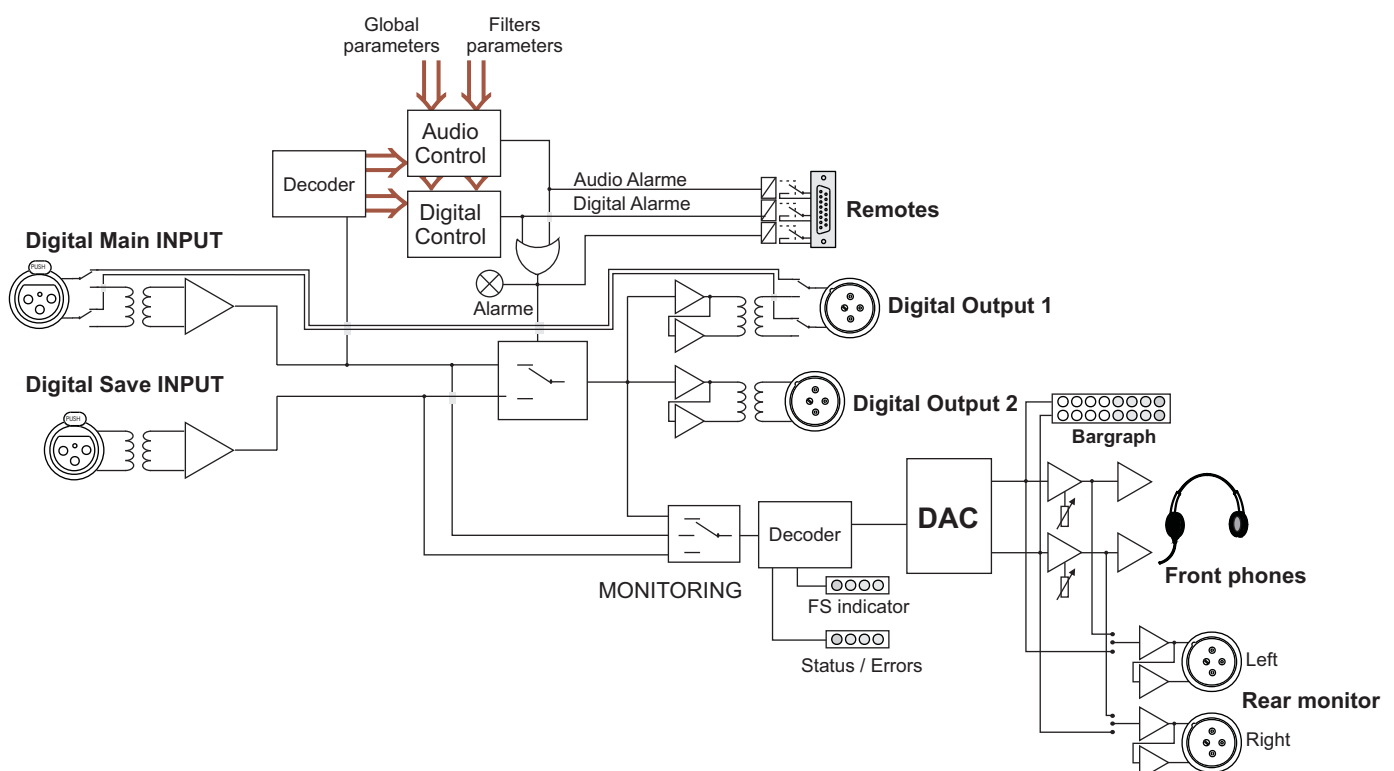 Global
parameters
Filters
parameters
Audio
Control
Decoder
Digital
Control
Audio Alarme
Digital Alarme
Remotes
Digital Main INPUT
PUSH
Alarme
Digital Output 1
Digital Save INPUT
PUSH
Digital Output 2
Bargraph
DAC
Decoder
MONITORING
Front phones
FS indicator
Status / Errors
Left
Rear monitor
Right